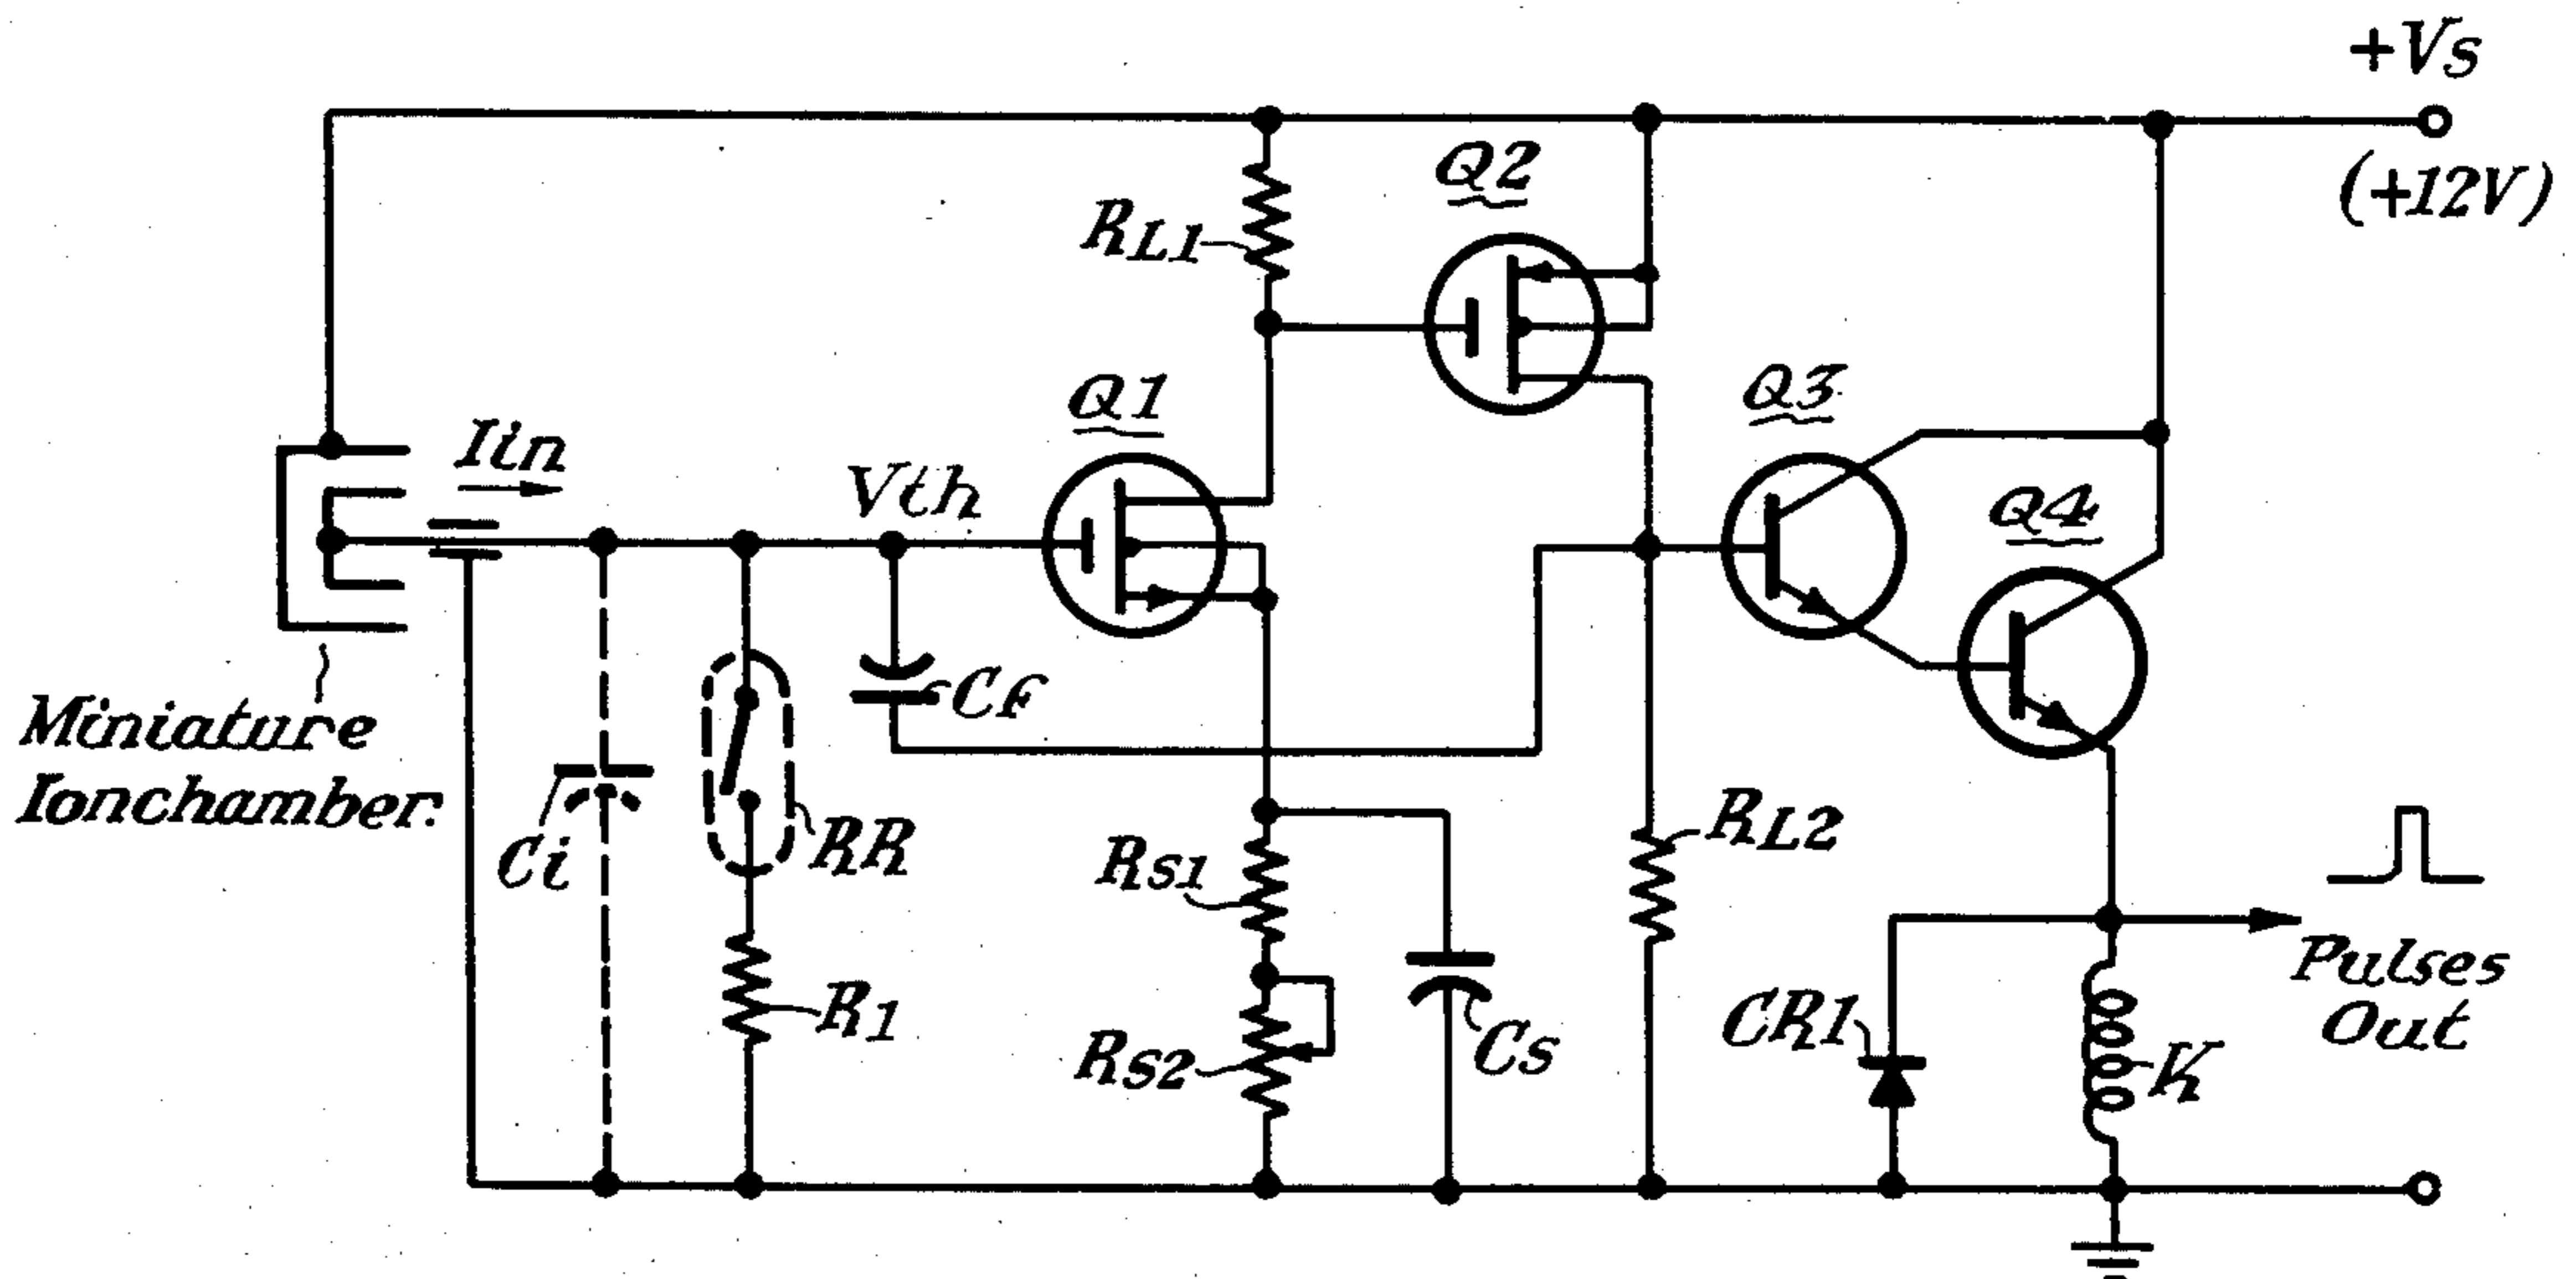 +Vs
(+12V)
Q2
RL1
Q1
Q3
Iin
Vth
Q4
CF
Miniature
Ionchamber.
Ci
RR
RS1
RL2
R1
RS2
Cs
CR1
K
Pulses
Out